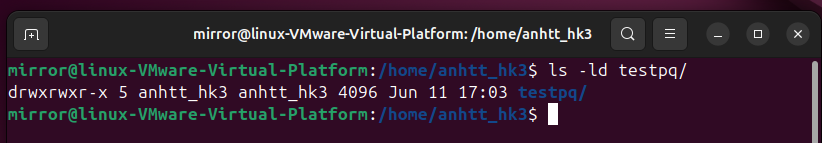 mirror@linux-VMware-Virtual-Platform: /home/anhtt_hk3
mirror@linux-VMware-Virtual-Platform:/home/anhtt_hk3$ ls -ld testpq/
drwxrwxr-x 5 anhtt_hk3 anhtt_hk3 4096 Jun 11 17:03 testpq/
mirror@linux-VMware-Virtual-Platform:/home/anhtt_hk3$